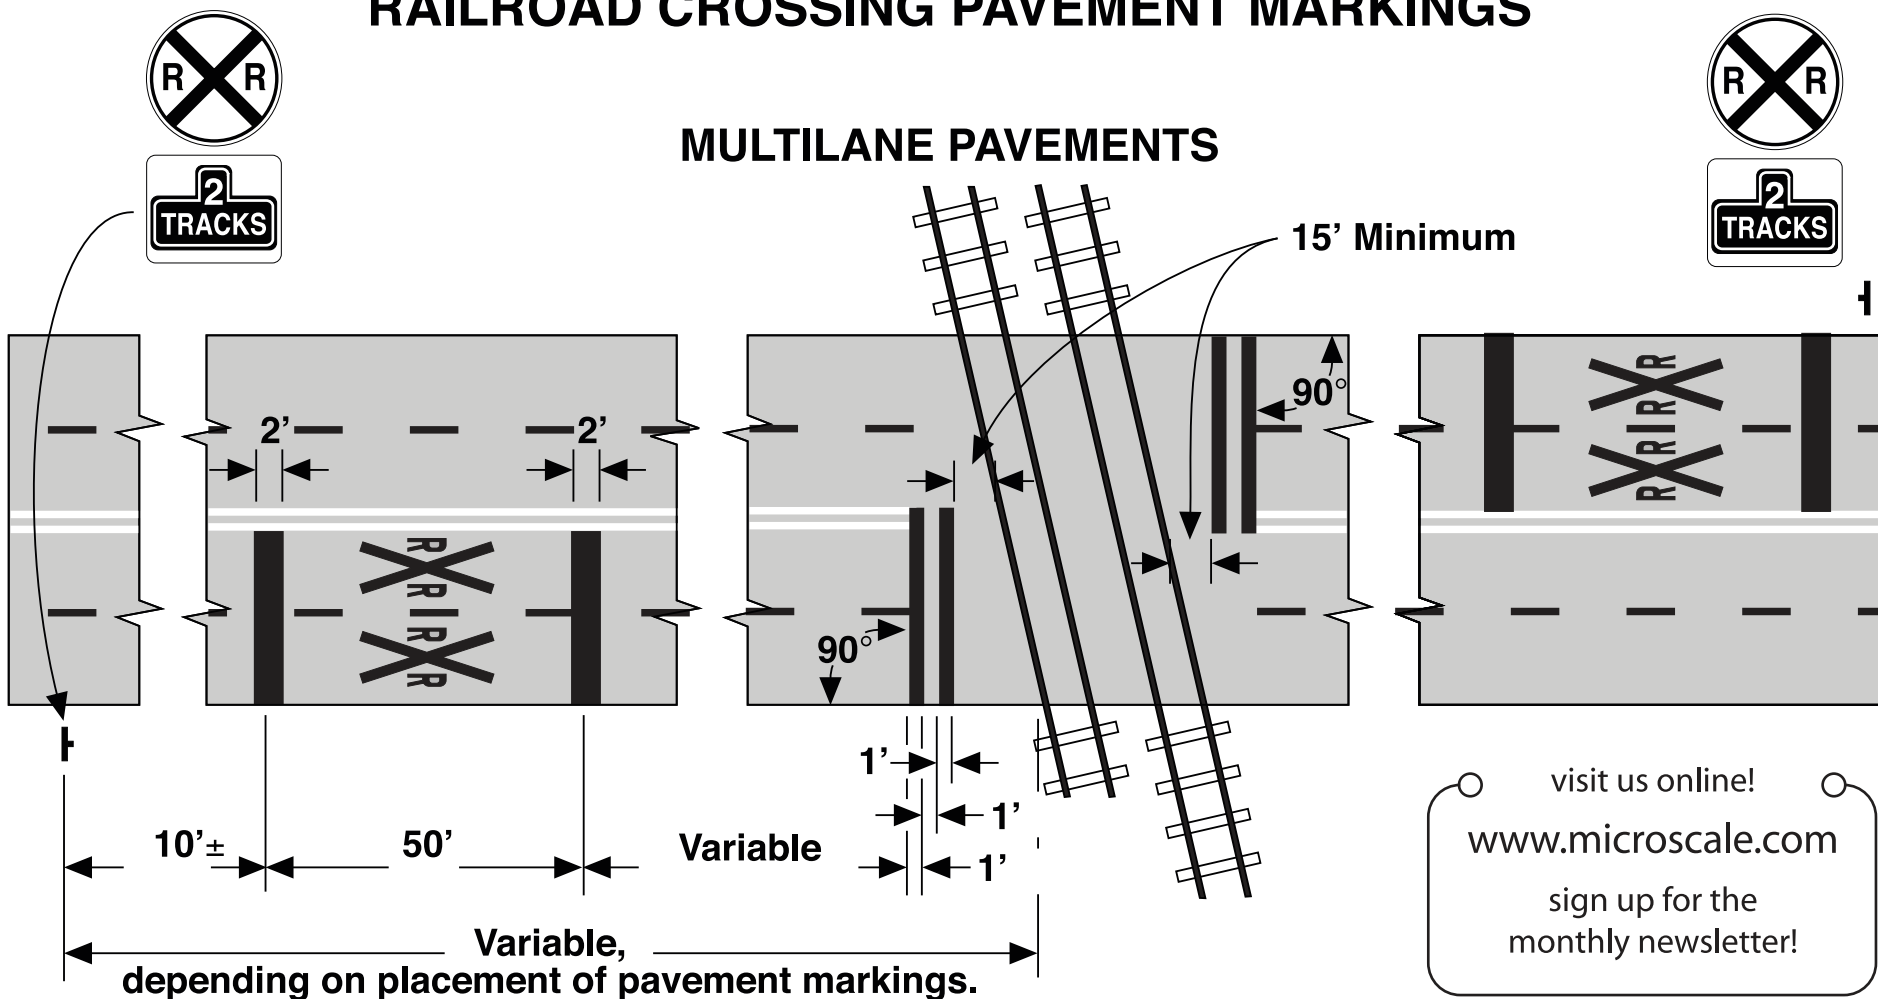 RAILROAD CROSSING PAVEMENT MARKINGS
R R
2
TRACKS
R R
2
TRACKS
MULTILANE PAVEMENTS
15’ Minimum
90°
2’
2’
R
R
R
R
R
R
R
R
90°
1’
1’
1’
10’±
50’
Variable
Variable,
depending on placement of pavement markings.
visit us online!
www.microscale.com
sign up for the
monthly newsletter!